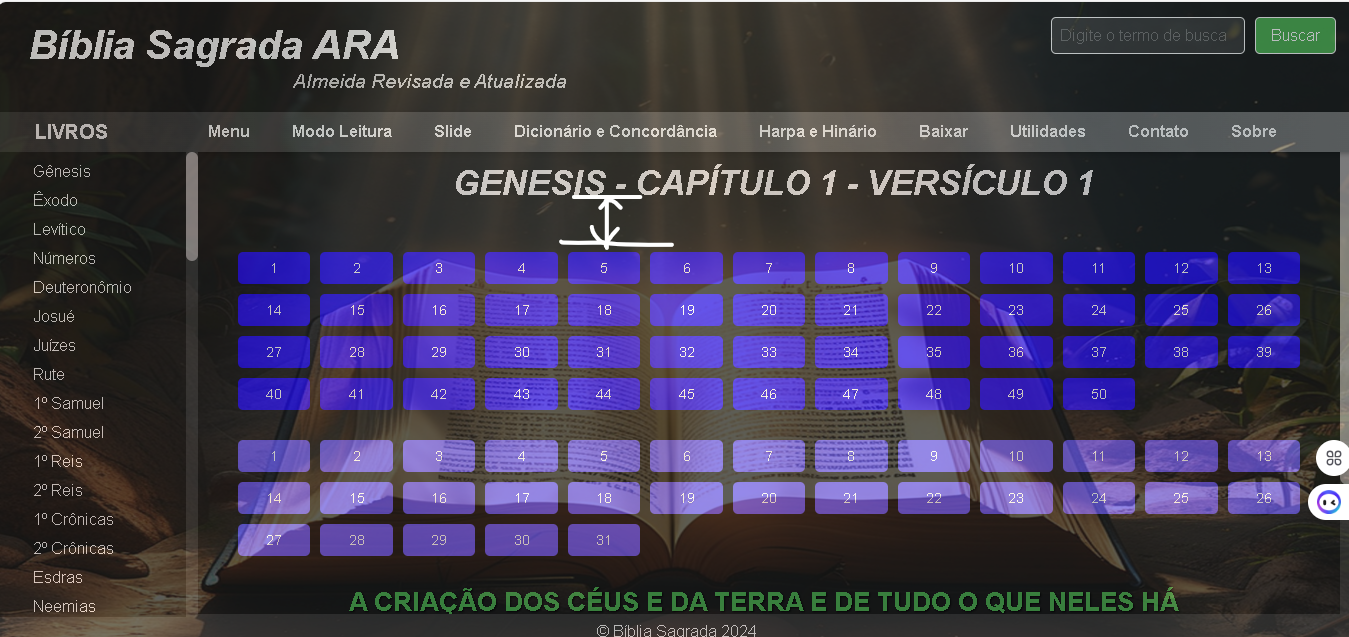 Bíblia Sagrada ARA
Almeida Revisada e Atualizada
Digite o termo de busca Buscar
LIVROS Menu Modo Leitura Slide Dicionário e Concordância Harpa e Hinário Baixar Utilidades Contato Sobre
Gênesis
Êxodo
Levítico
Números
Deuteronômio
Josué
Juízes
Rute
1º Samuel
2º Samuel
1º Reis
2º Reis
1º Crônicas
2º Crônicas
Esdras
Neemias
GENESIS - CAPÍTULO 1 - VERSÍCULO 1
1 2 3 4 5 6 7 8 9 10 11 12 13
14 15 16 17 18 19 20 21 22 23 24 25 26
27 28 29 30 31 32 33 34 35 36 37 38 39
40 41 42 43 44 45 46 47 48 49 50
1 2 3 4 5 6 7 8 9 10 11 12 13
14 15 16 17 18 19 20 21 22 23 24 25 26
27 28 29 30 31
A CRIAÇÃO DOS CÉUS E DA TERRA E DE TUDO O QUE NELES HÁ
© Bíblia Sagrada 2024